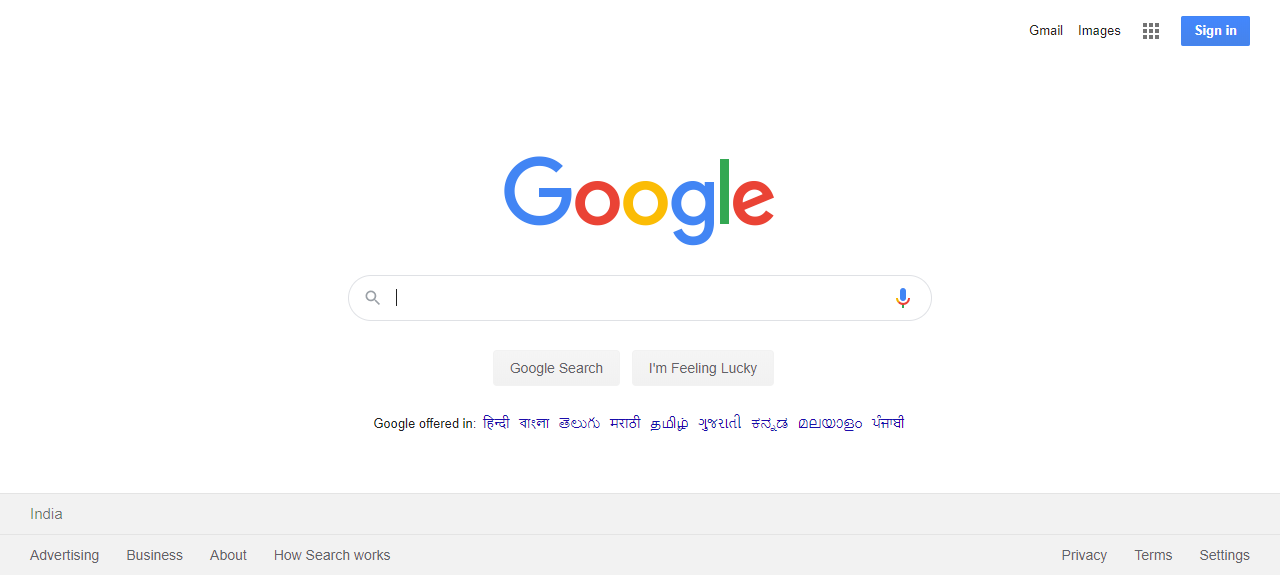 Gmail Images Sign in
Google
Google Search I'm Feeling Lucky
Google offered in: हिन्दी বাংলা తెలుగు मराठी தமிழ் ગુજરાતી ಕನ್ನಡ മലയാളം ਪੰਜਾਬੀ
India
Advertising Business About How Search works Privacy Terms Settings